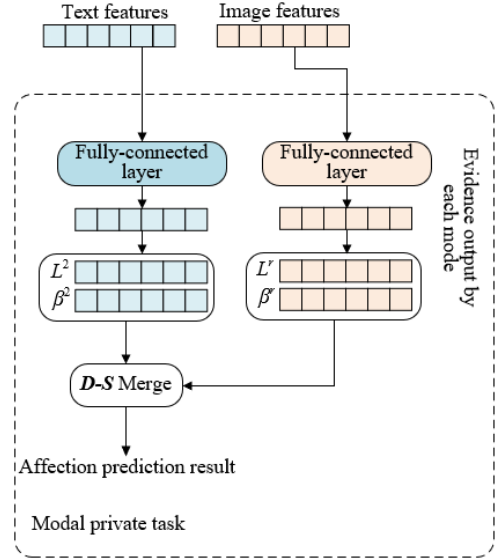 Text features
Image features
Fully-connected
layer
Fully-connected
layer
Evidence output by
each mode
L²
β²
Lʳ
βʳ
D-S Merge
Affection prediction result
Modal private task